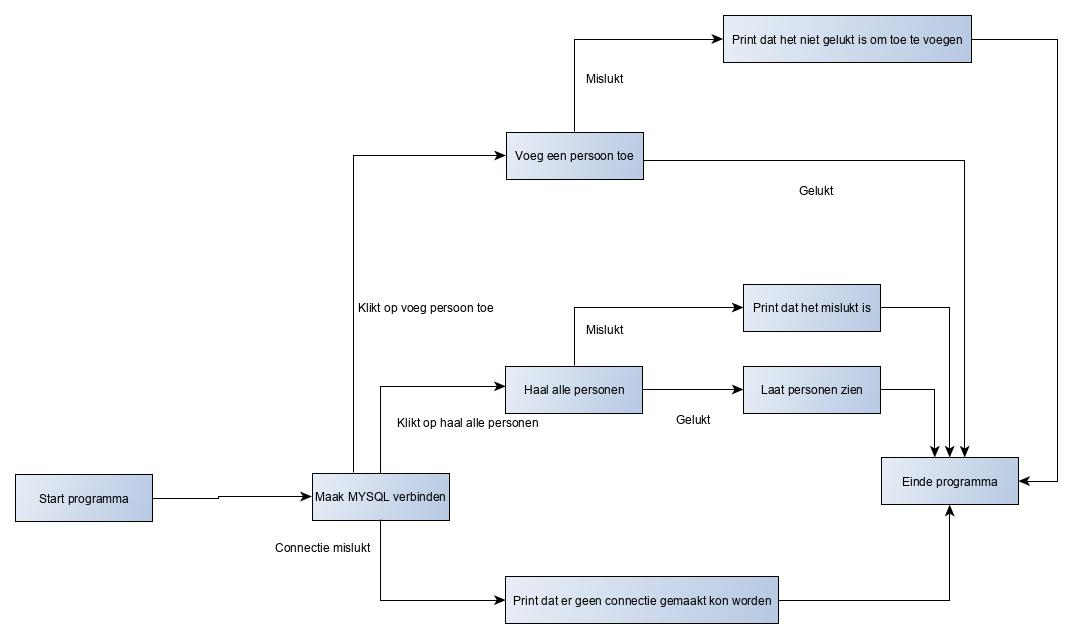 Print dat het niet gelukt is om toe te voegen
Mislukt
Voeg een persoon toe
Gelukt
Klikt op voeg persoon toe
Print dat het mislukt is
Mislukt
Haal alle personen
Laat personen zien
Gelukt
Klikt op haal alle personen
Start programma
Maak MYSQL verbinden
Einde programma
Connectie mislukt
Print dat er geen connectie gemaakt kon worden